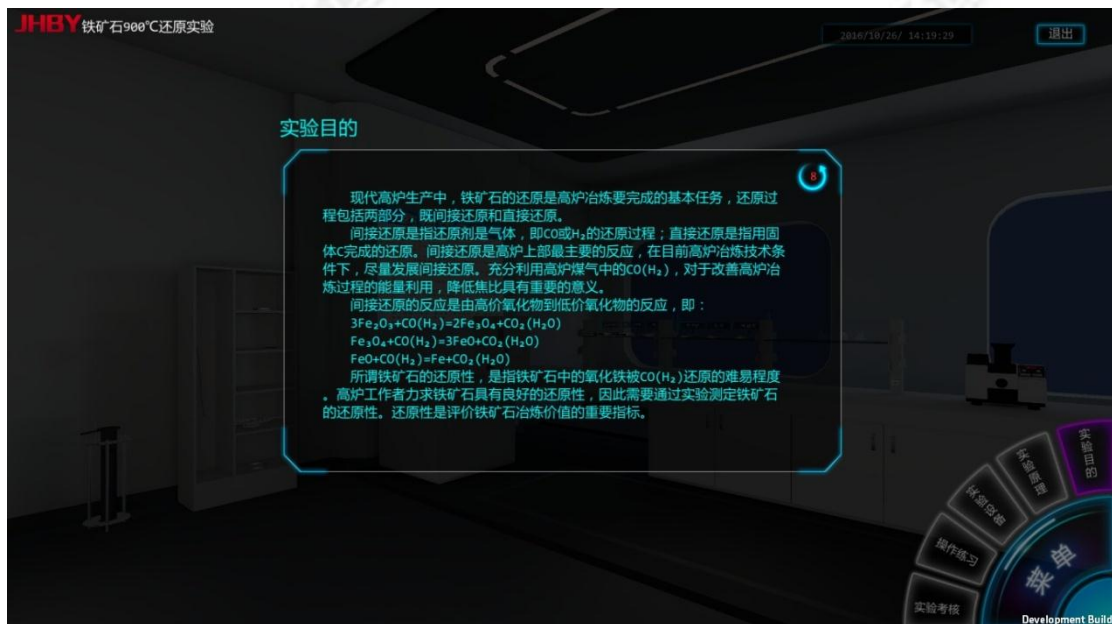 JHBY 铁矿石900℃还原实验
2016/10/26/ 14:19:29
退出
实验目的
8
现代高炉生产中，铁矿石的还原是高炉冶炼要完成的基本任务，还原过
程包括两部分，既间接还原和直接还原。
间接还原是指还原剂是气体，即CO或H₂的还原过程；直接还原是指用固
体C完成的还原。间接还原是高炉上部最主要的反应，在目前高炉冶炼技术条
件下，尽量发展间接还原。充分利用高炉煤气中的CO(H₂)，对于改善高炉冶
炼过程的能量利用，降低焦比具有重要的意义。
间接还原的反应是由高价氧化物到低价氧化物的反应，即：
3Fe₂O₃+CO(H₂)=2Fe₃O₄+CO₂(H₂O)
Fe₃O₄+CO(H₂)=3FeO+CO₂(H₂O)
FeO+CO(H₂)=Fe+CO₂(H₂O)
所谓铁矿石的还原性，是指铁矿石中的氧化铁被CO(H₂)还原的难易程度
。高炉工作者力求铁矿石具有良好的还原性，因此需要通过实验测定铁矿石
的还原性。还原性是评价铁矿石冶炼价值的重要指标。
实验目的
实验原理
实验设备
操作练习
实验考核
菜单
Development Build